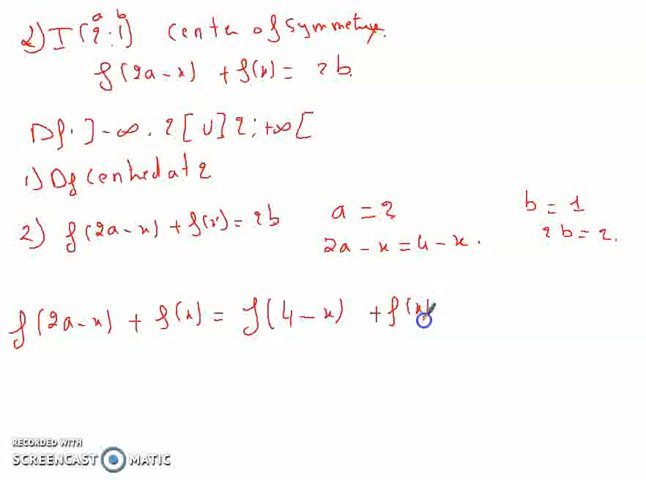 a b
2) I(2;1) center of symmetry.
f(2a-x) + f(x) = 2b.
Df: ]-∞, 2[ U ]2; +∞[
1) Df centred at 2
2) f(2a-x) + f(x) = 2b a = 2 b = 1
2a - x = 4 - x. 2b = 2.
f(2a-x) + f(x) = f(4-x) + f(x)
RECORDED WITH
SCREENCAST MATIC